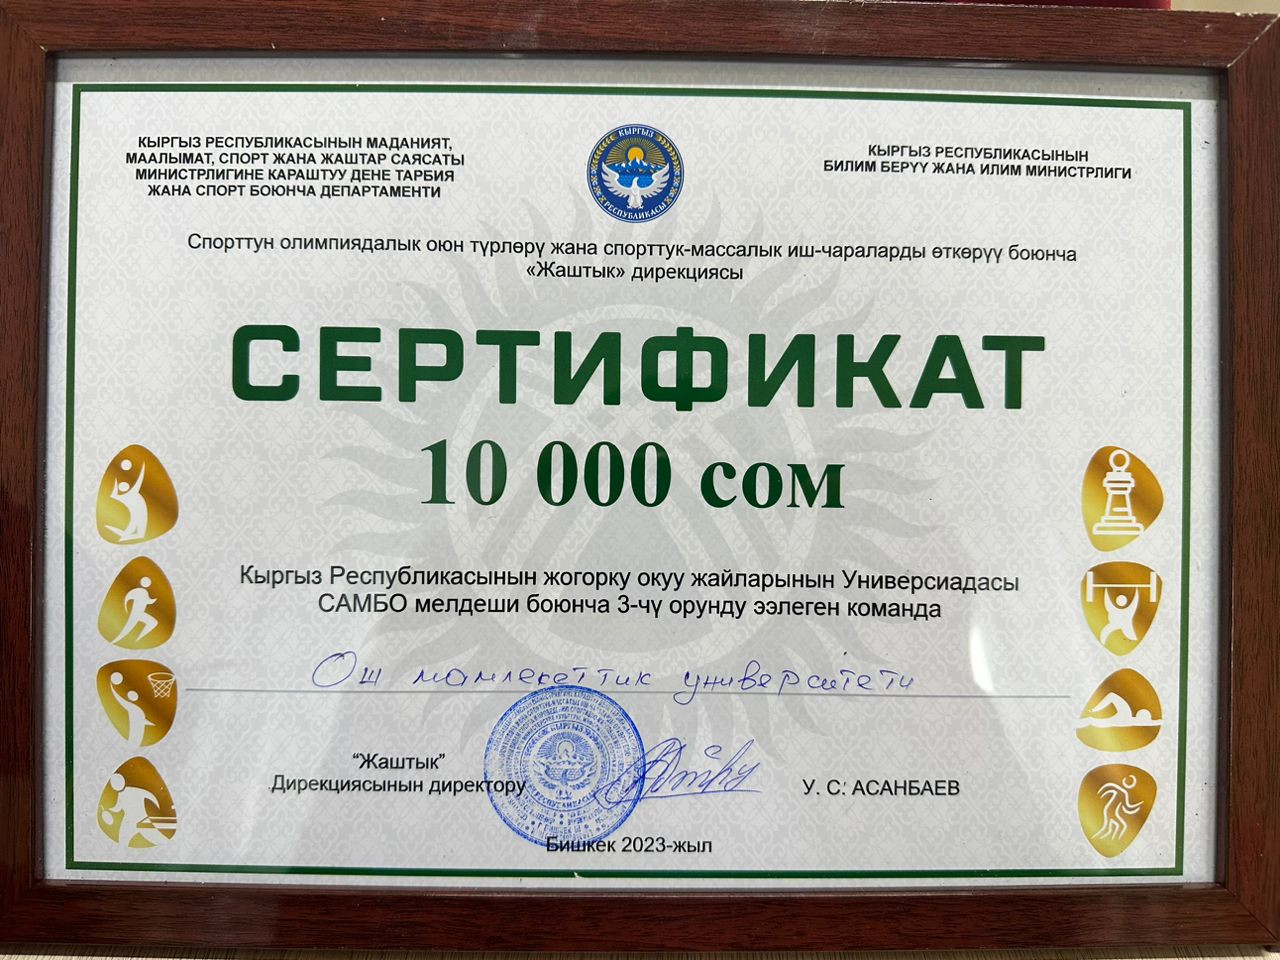 КЫРГЫЗ РЕСПУБЛИКАСЫНЫН МАДАНИЯТ,
МААЛЫМАТ, СПОРТ ЖАНА ЖАШТАР САЯСАТЫ
МИНИСТРЛИГИНЕ КАРАШТУУ ДЕНЕ ТАРБИЯ
ЖАНА СПОРТ БОЮНЧА ДЕПАРТАМЕНТИ
КЫРГЫЗ
РЕСПУБЛИКАСЫ
КЫРГЫЗ РЕСПУБЛИКАСЫНЫН
БИЛИМ БЕРҮҮ ЖАНА ИЛИМ МИНИСТРЛИГИ
Спорттун олимпиядалык оюн түрлөрү жана спорттук-массалык иш-чараларды өткөрүү боюнча
«Жаштык» дирекциясы
СЕРТИФИКАТ
10 000 сом
Кыргыз Республикасынын жогорку окуу жайларынын Универсиадасы
САМБО мелдеши боюнча 3-чү орунду ээлеген команда
Ош мамлекеттик университети
"Жаштык"
Дирекциясынын директору
У. С. АСАНБАЕВ
Бишкек 2023-жыл